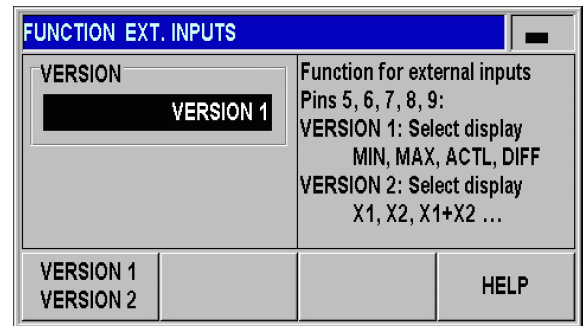 FUNCTION EXT. INPUTS
VERSION
VERSION 1
Function for external inputs
Pins 5, 6, 7, 8, 9:
VERSION 1: Select display
MIN, MAX, ACTL, DIFF
VERSION 2: Select display
X1, X2, X1+X2 ...
VERSION 1
VERSION 2
HELP